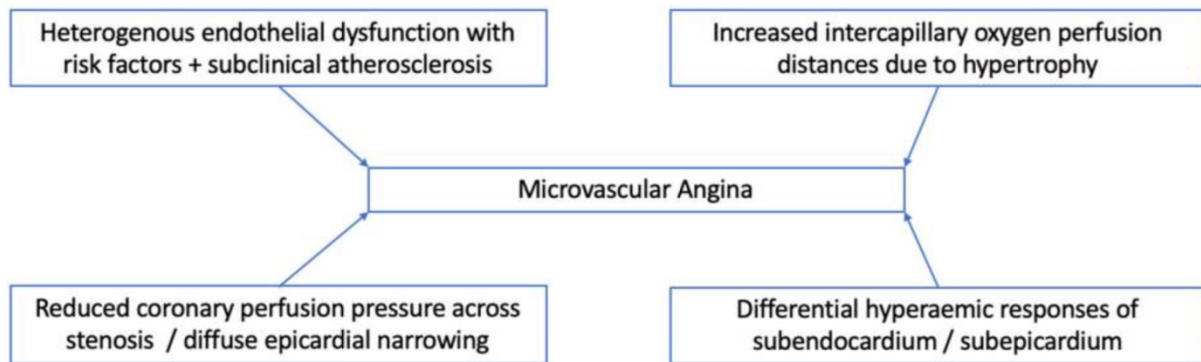 Heterogenous endothelial dysfunction with
risk factors + subclinical atherosclerosis
Increased intercapillary oxygen perfusion
distances due to hypertrophy
Microvascular Angina
Reduced coronary perfusion pressure across
stenosis / diffuse epicardial narrowing
Differential hyperaemic responses of
subendocardium / subepicardium